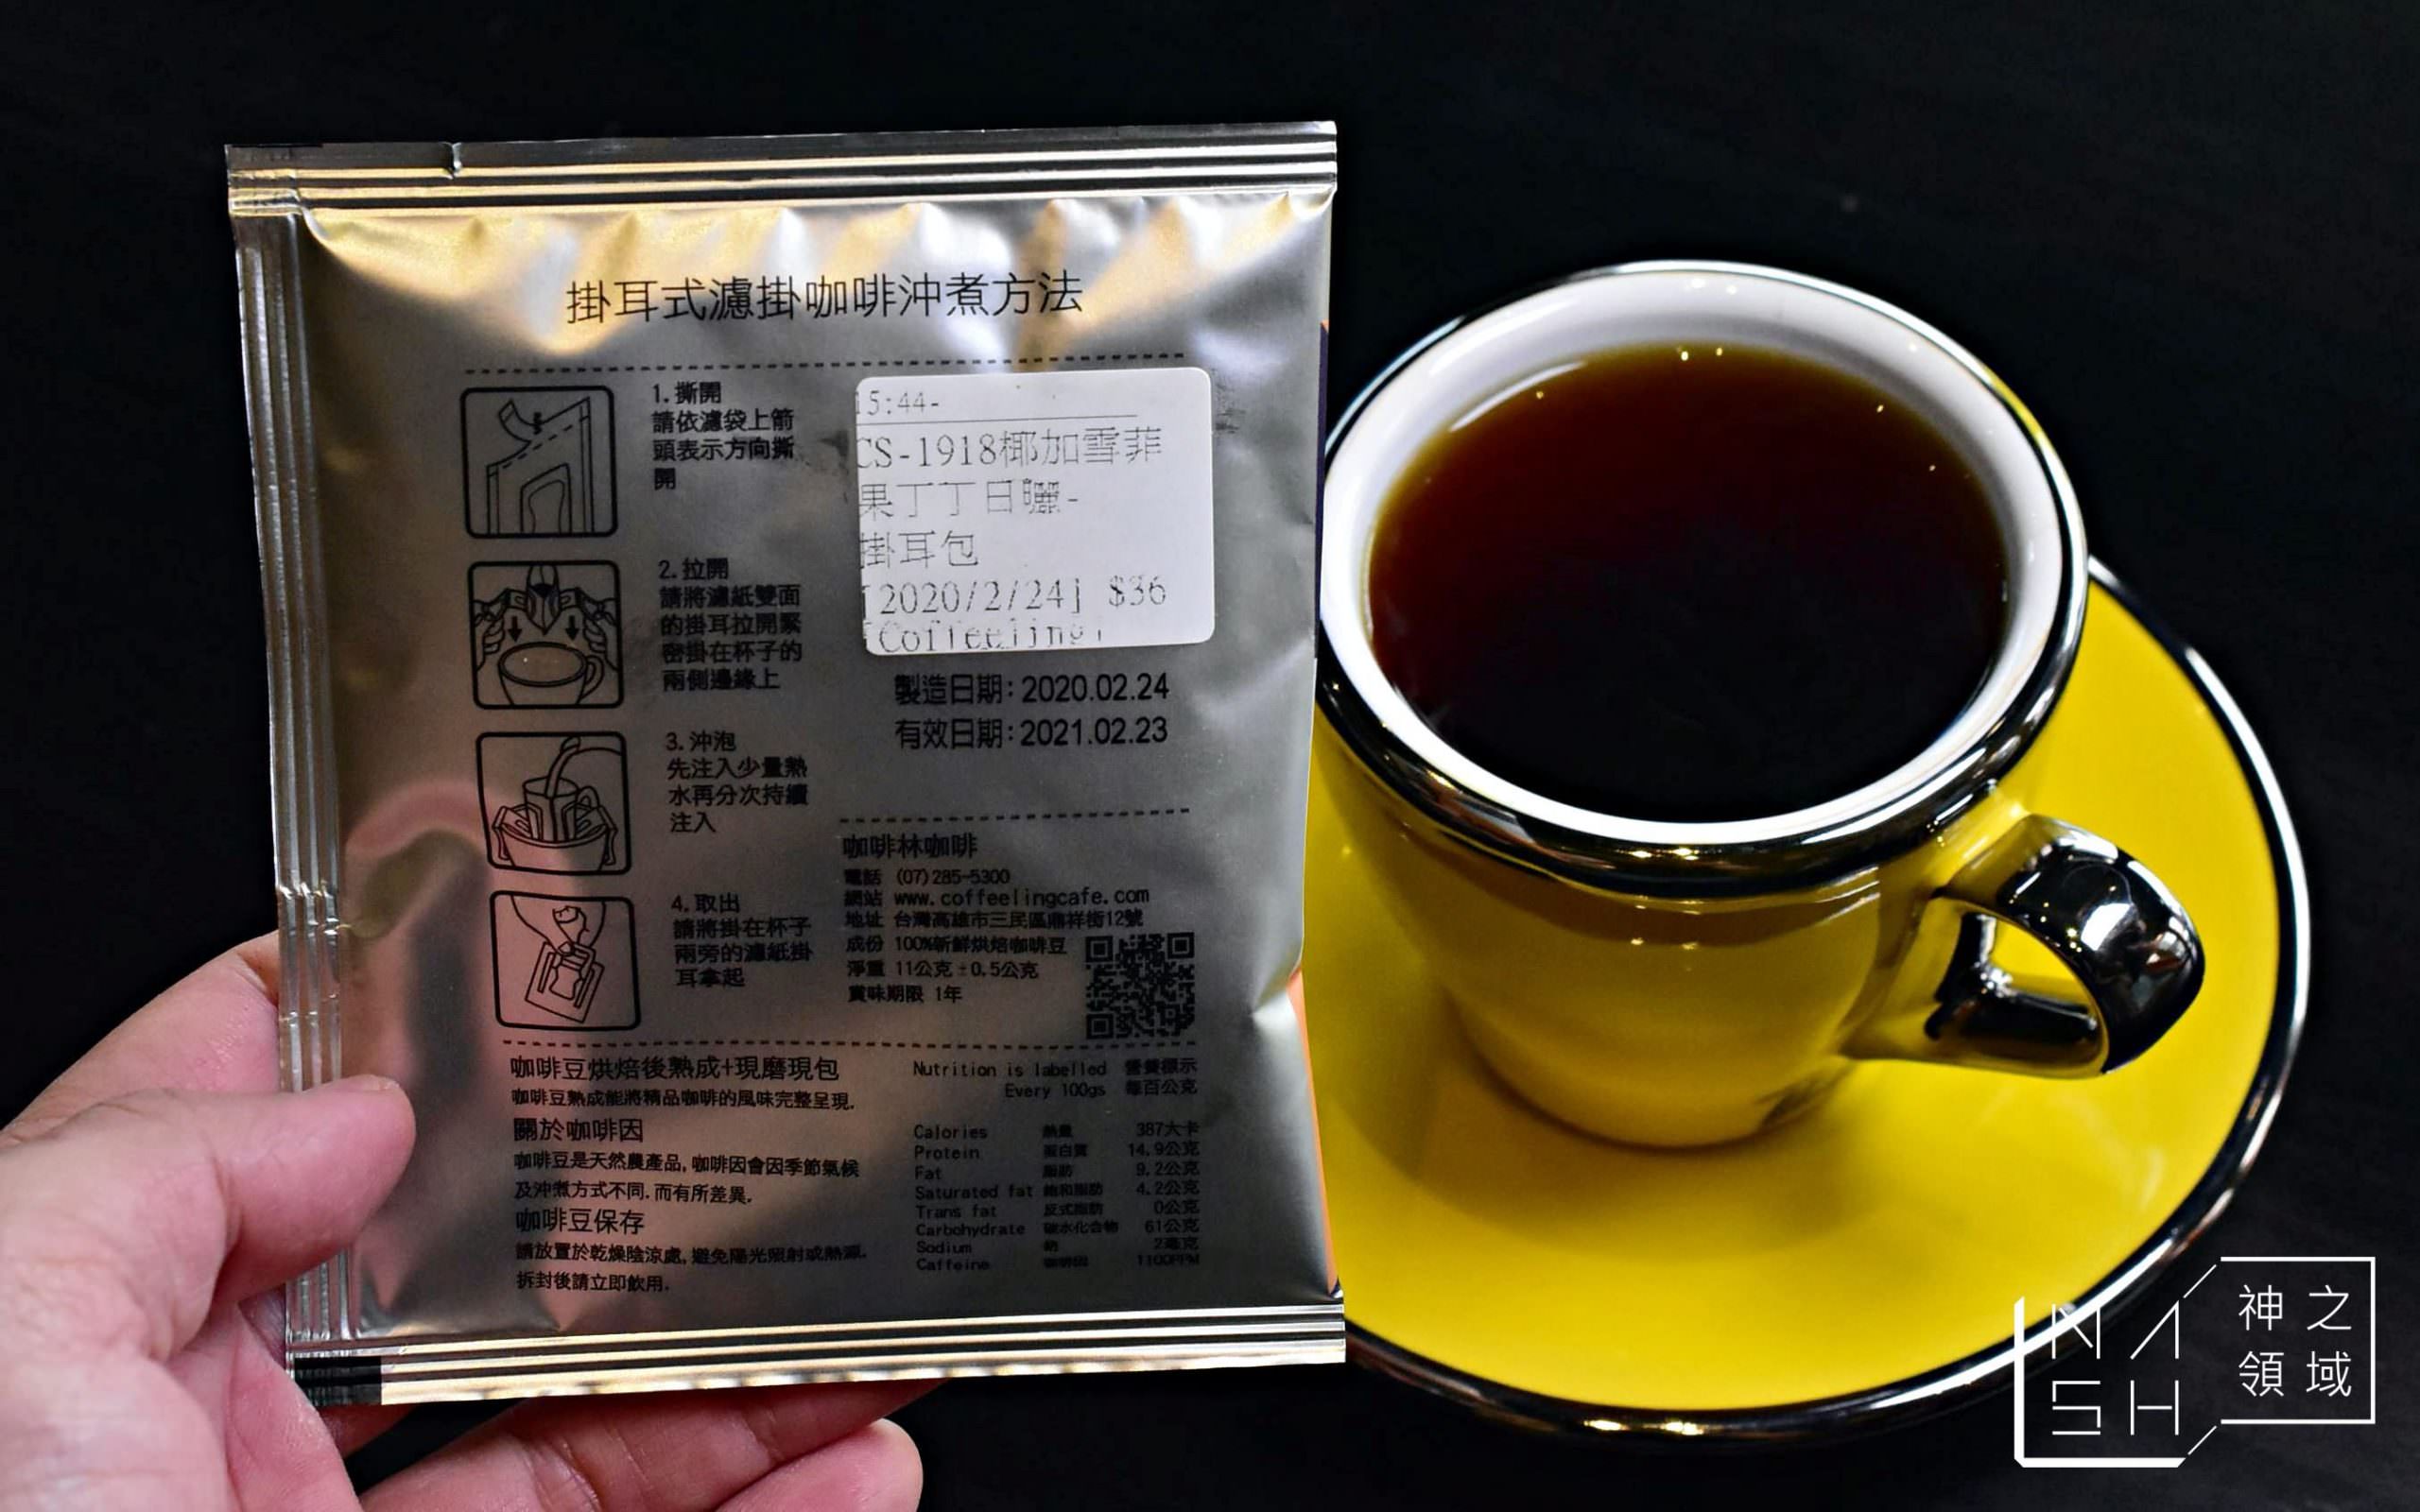 掛耳式濾掛咖啡沖煮方法
1. 撕開
請依濾袋上箭
頭表示方向撕
開
2. 拉開
請將濾紙雙面
的掛耳拉開緊
密掛在杯子的
兩側邊緣上
3. 沖泡
先注入少量熱
水再分次持續
注入
4. 取出
請將掛在杯子
兩旁的濾紙掛
耳拿起
15:44-
CS-1918椰加雪菲
果丁丁日曬-
掛耳包
[2020/2/24] $36
[Coffeeling]
製造日期:2020.02.24
有效日期:2021.02.23
咖啡林咖啡
電話 (07)285-5300
網站 www.coffeelingcafe.com
地址 台灣高雄市三民區鼎祥街12號
成份 100%新鮮烘焙咖啡豆
淨重 11公克±0.5公克
賞味期限 1年
咖啡豆烘焙後熟成+現磨現包
咖啡豆熟成能將精品咖啡的風味完整呈現.
關於咖啡因
咖啡豆是天然農產品,咖啡因會因季節氣候
及沖煮方式不同.而有所差異.
咖啡豆保存
請放置於乾燥陰涼處,避免陽光照射或熱源.
拆封後請立即飲用.
Nutrition is labelled 營養標示
Every 100gs 每百公克
Calories 熱量 387大卡
Protein 蛋白質 14.9公克
Fat 脂肪 9.2公克
Saturated fat 飽和脂肪 4.2公克
Trans fat 反式脂肪 0公克
Carbohydrate 碳水化合物 61公克
Sodium 鈉 2毫克
Caffeine 咖啡因 1100PPM
NASH
神之
領域